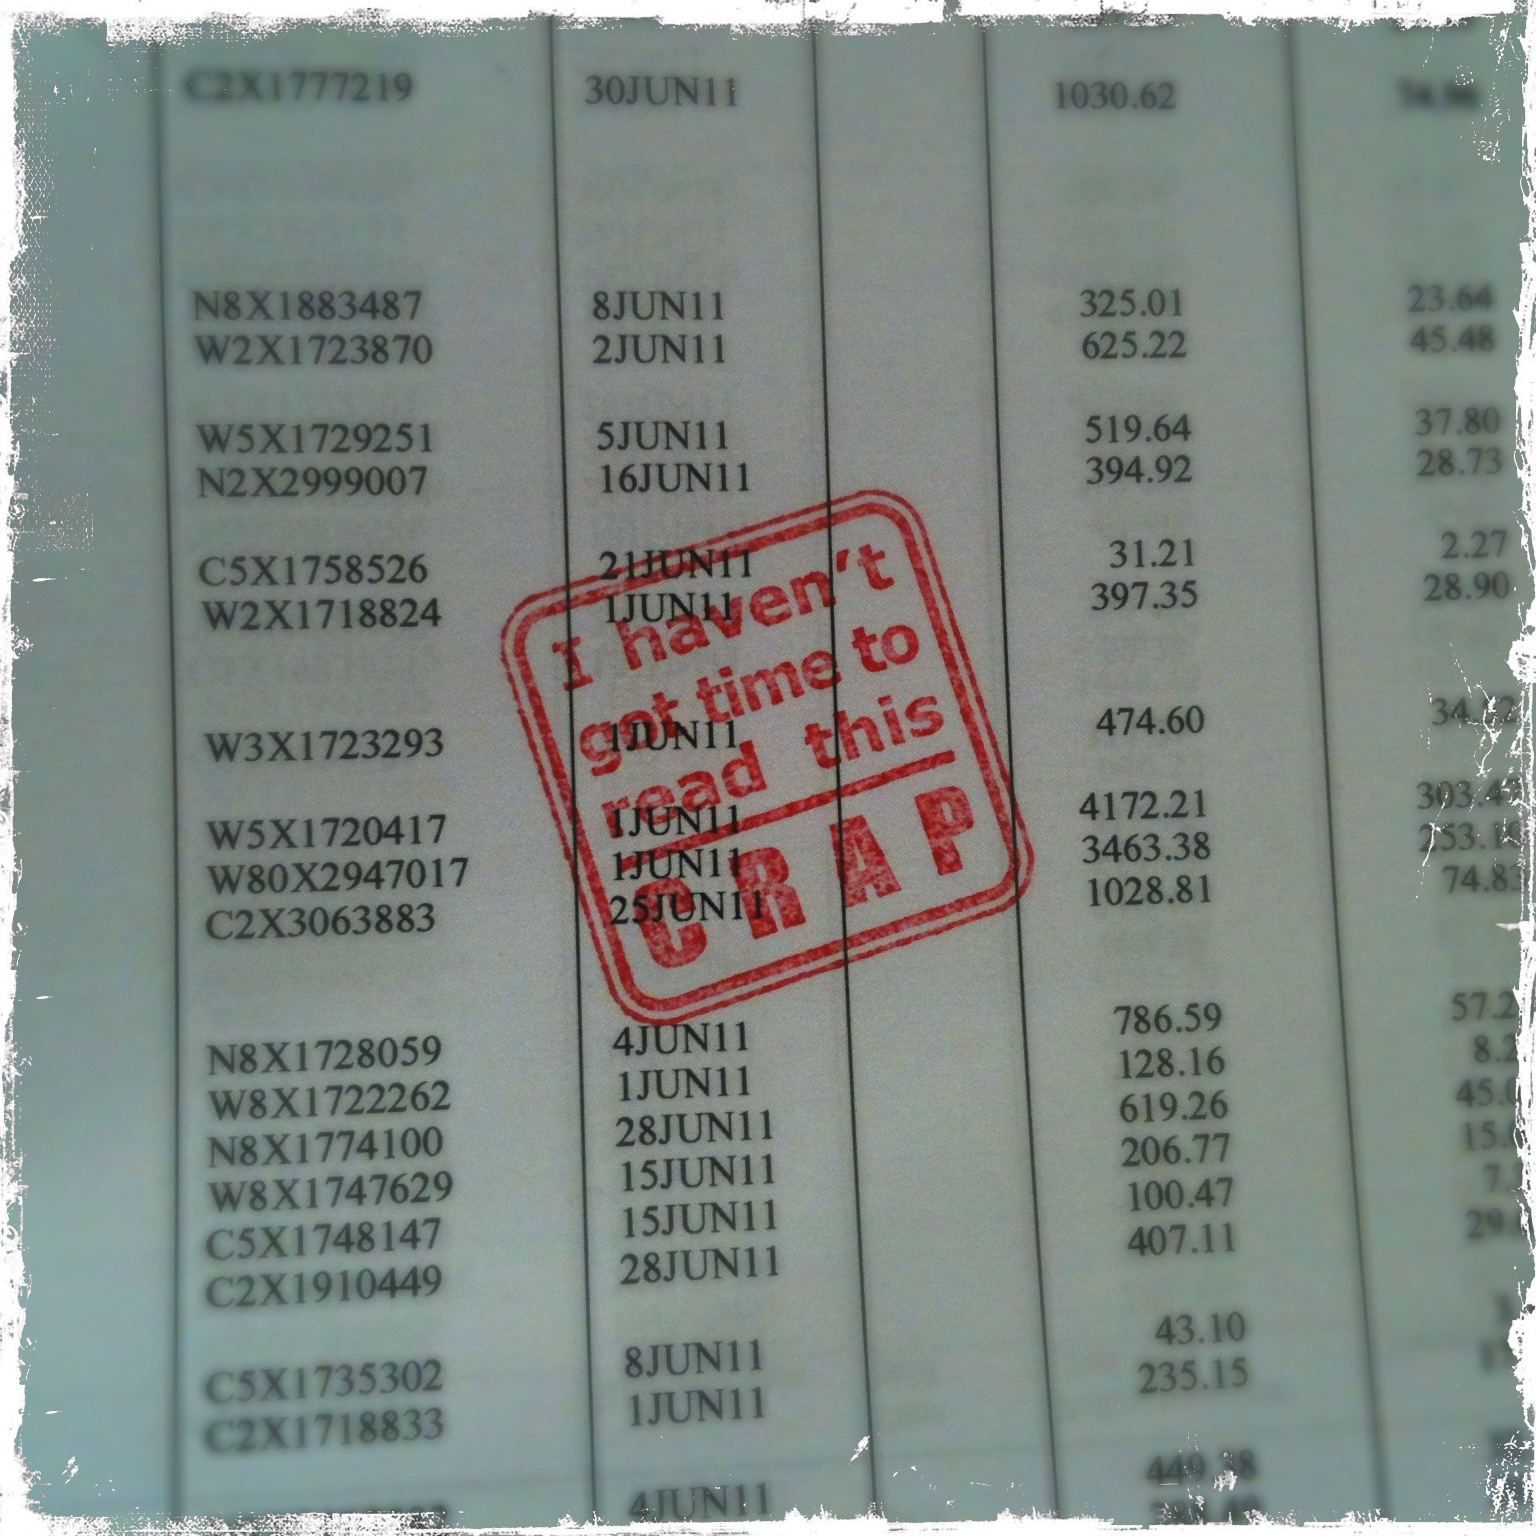 C2X1777219 30JUN11 1030.62
N8X1883487 8JUN11 325.01 23.64
W2X1723870 2JUN11 625.22 45.48
W5X1729251 5JUN11 519.64 37.80
N2X2999007 16JUN11 394.92 28.73
C5X1758526 21JUN11 31.21 2.27
W2X1718824 1JUN11 397.35 28.90
I haven't
got time to
read this
CRAP
W3X1723293 1JUN11 474.60
W5X1720417 1JUN11 4172.21
W80X2947017 1JUN11 3463.38
C2X3063883 25JUN11 1028.81 74.83
N8X1728059 4JUN11 786.59
W8X1722262 1JUN11 128.16
N8X1774100 28JUN11 619.26
W8X1747629 15JUN11 206.77
C5X1748147 15JUN11 100.47
C2X1910449 28JUN11 407.11
C5X1735302 8JUN11 43.10
C2X1718833 1JUN11 235.15
4JUN11